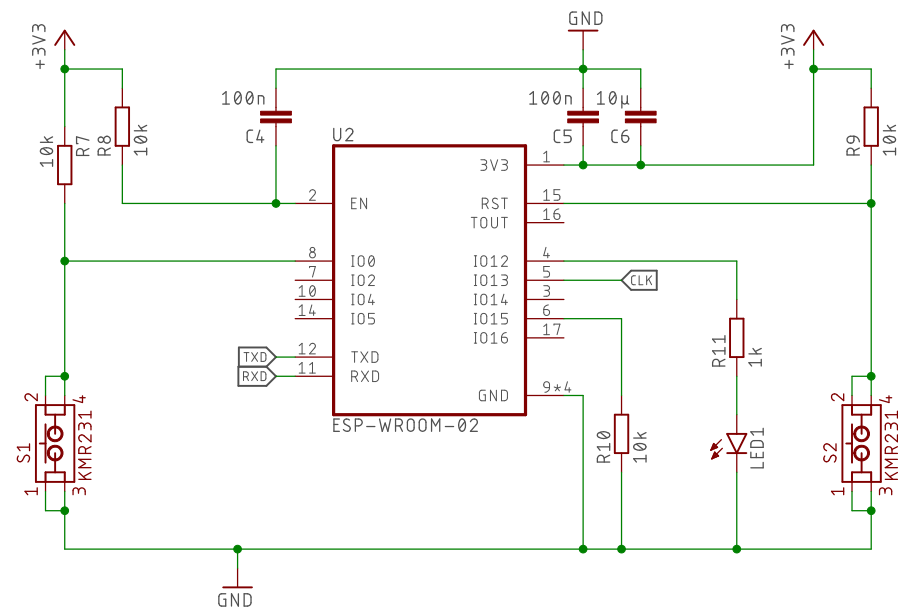 GND
+3V3
+3V3
100n
C4
100n
C5
10µ
C6
R7
10k
R8
10k
R9
10k
U2
3V3
1
2
EN
RST
15
TOUT
16
8
IO0
IO12
4
7
IO2
IO13
5
CLK
10
IO4
IO14
3
14
IO5
IO15
6
IO16
17
TXD
12
TXD
RXD
11
RXD
GND
9*4
ESP-WROOM-02
R11
1k
R10
10k
LED1
2
4
S1
KMR231
1
3
2
4
S2
KMR231
1
3
GND